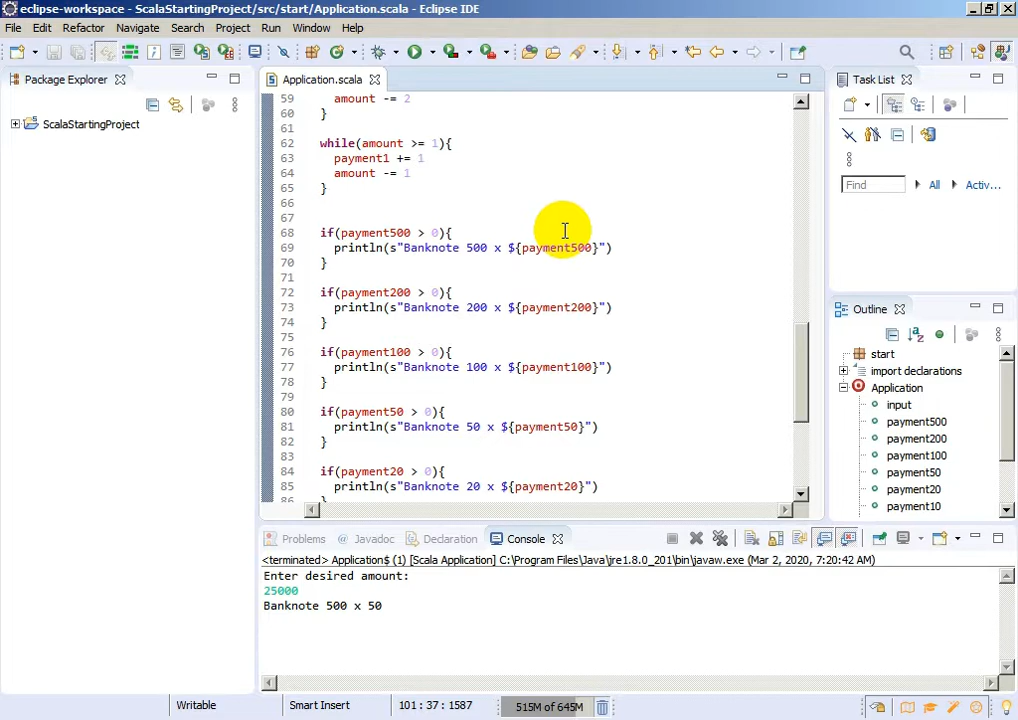 eclipse-workspace - ScalaStartingProject/src/start/Application.scala - Eclipse IDE
File Edit Refactor Navigate Search Project Run Window Help
Package Explorer
ScalaStartingProject
Application.scala
59 amount -= 2
60 }
61
62 while(amount >= 1){
63 payment1 += 1
64 amount -= 1
65 }
66
67
68 if(payment500 > 0){
69 println(s"Banknote 500 x ${payment500}")
70 }
71
72 if(payment200 > 0){
73 println(s"Banknote 200 x ${payment200}")
74 }
75
76 if(payment100 > 0){
77 println(s"Banknote 100 x ${payment100}")
78 }
79
80 if(payment50 > 0){
81 println(s"Banknote 50 x ${payment50}")
82 }
83
84 if(payment20 > 0){
85 println(s"Banknote 20 x ${payment20}")
86 }
Task List
Find All Activ...
Outline
start
import declarations
Application
input
payment500
payment200
payment100
payment50
payment20
payment10
Problems Javadoc Declaration Console
<terminated> Application$ (1) [Scala Application] C:\Program Files\Java\jre1.8.0_201\bin\javaw.exe (Mar 2, 2020, 7:20:42 AM)
Enter desired amount:
25000
Banknote 500 x 50
Writable Smart Insert 101 : 37 : 1587 515M of 645M